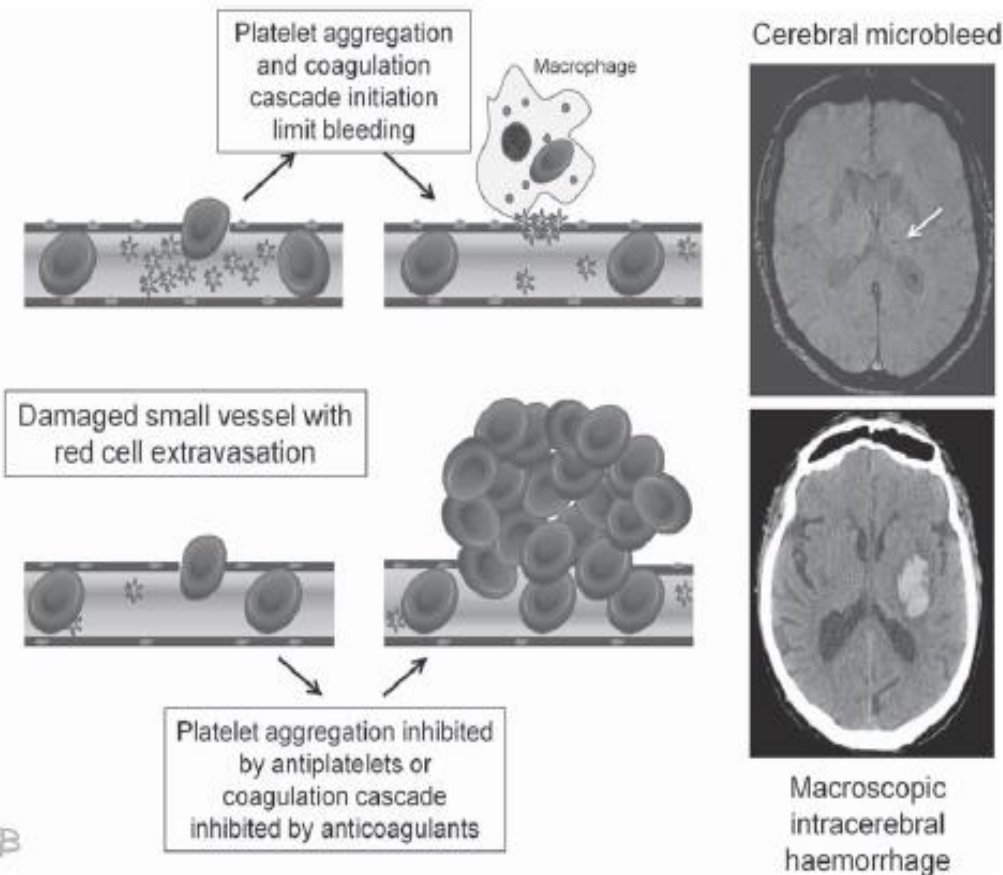 Platelet aggregation
and coagulation
cascade initiation
limit bleeding
Macrophage
Cerebral microbleed
Damaged small vessel with
red cell extravasation
Platelet aggregation inhibited
by antiplatelets or
coagulation cascade
inhibited by anticoagulants
Macroscopic
intracerebral
haemorrhage